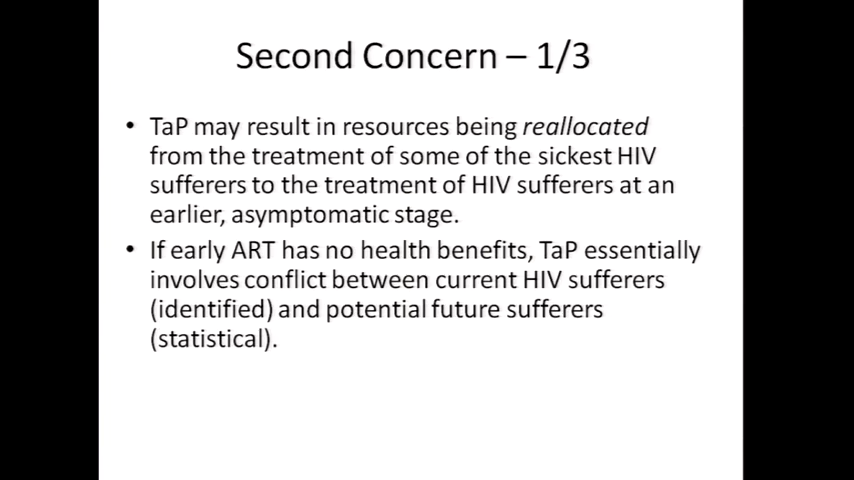 Second Concern – 1/3
• TaP may result in resources being reallocated
from the treatment of some of the sickest HIV
sufferers to the treatment of HIV sufferers at an
earlier, asymptomatic stage.
• If early ART has no health benefits, TaP essentially
involves conflict between current HIV sufferers
(identified) and potential future sufferers
(statistical).